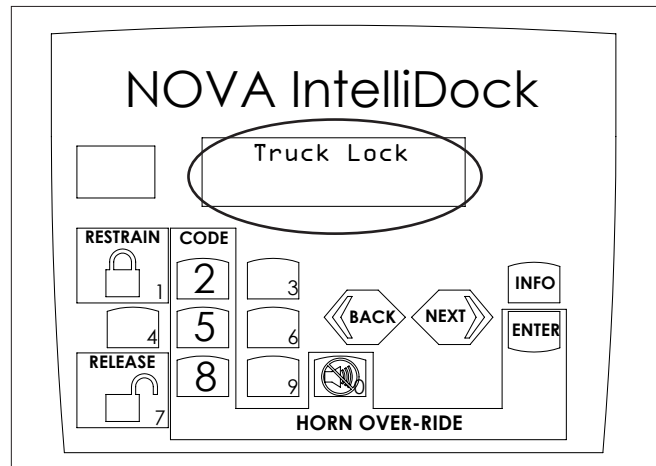 NOVA IntelliDock
Truck Lock
RESTRAIN CODE
1 2 3
INFO
BACK NEXT
4 5 6
ENTER
RELEASE
7 8 9 0
HORN OVER-RIDE